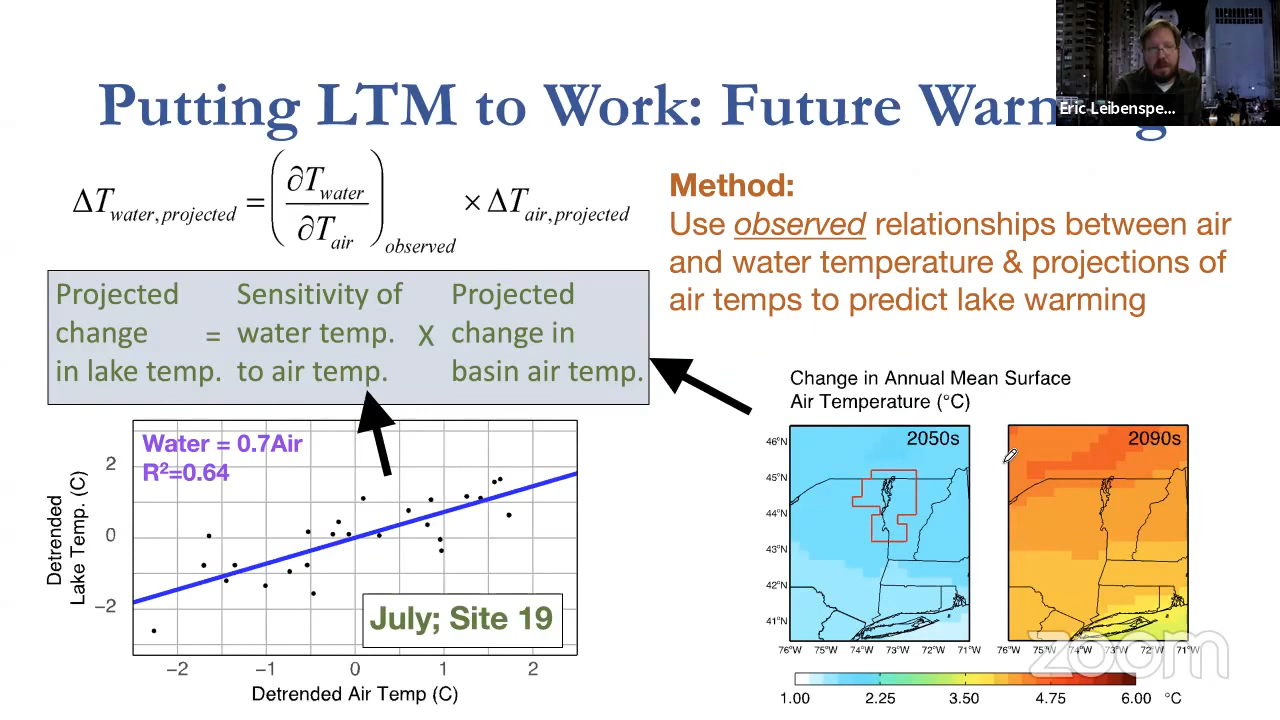 Putting LTM to Work: Future Warming
Eric Leibenspe...
ΔT_water,projected = (∂T_water / ∂T_air)_observed × ΔT_air,projected
Projected change in lake temp. = Sensitivity of water temp. to air temp. X Projected change in basin air temp.
Method:
Use observed relationships between air
and water temperature & projections of
air temps to predict lake warming
Water = 0.7Air
R²=0.64
July; Site 19
Detrended
Lake Temp. (C)
2
0
−2
−2 −1 0 1 2
Detrended Air Temp (C)
Change in Annual Mean Surface
Air Temperature (°C)
2050s
2090s
46°N
45°N
44°N
43°N
42°N
41°N
76°W 75°W 74°W 73°W 72°W 71°W
76°W 75°W 74°W 73°W 72°W 71°W
1.00 2.25 3.50 4.75 6.00 °C
zoom